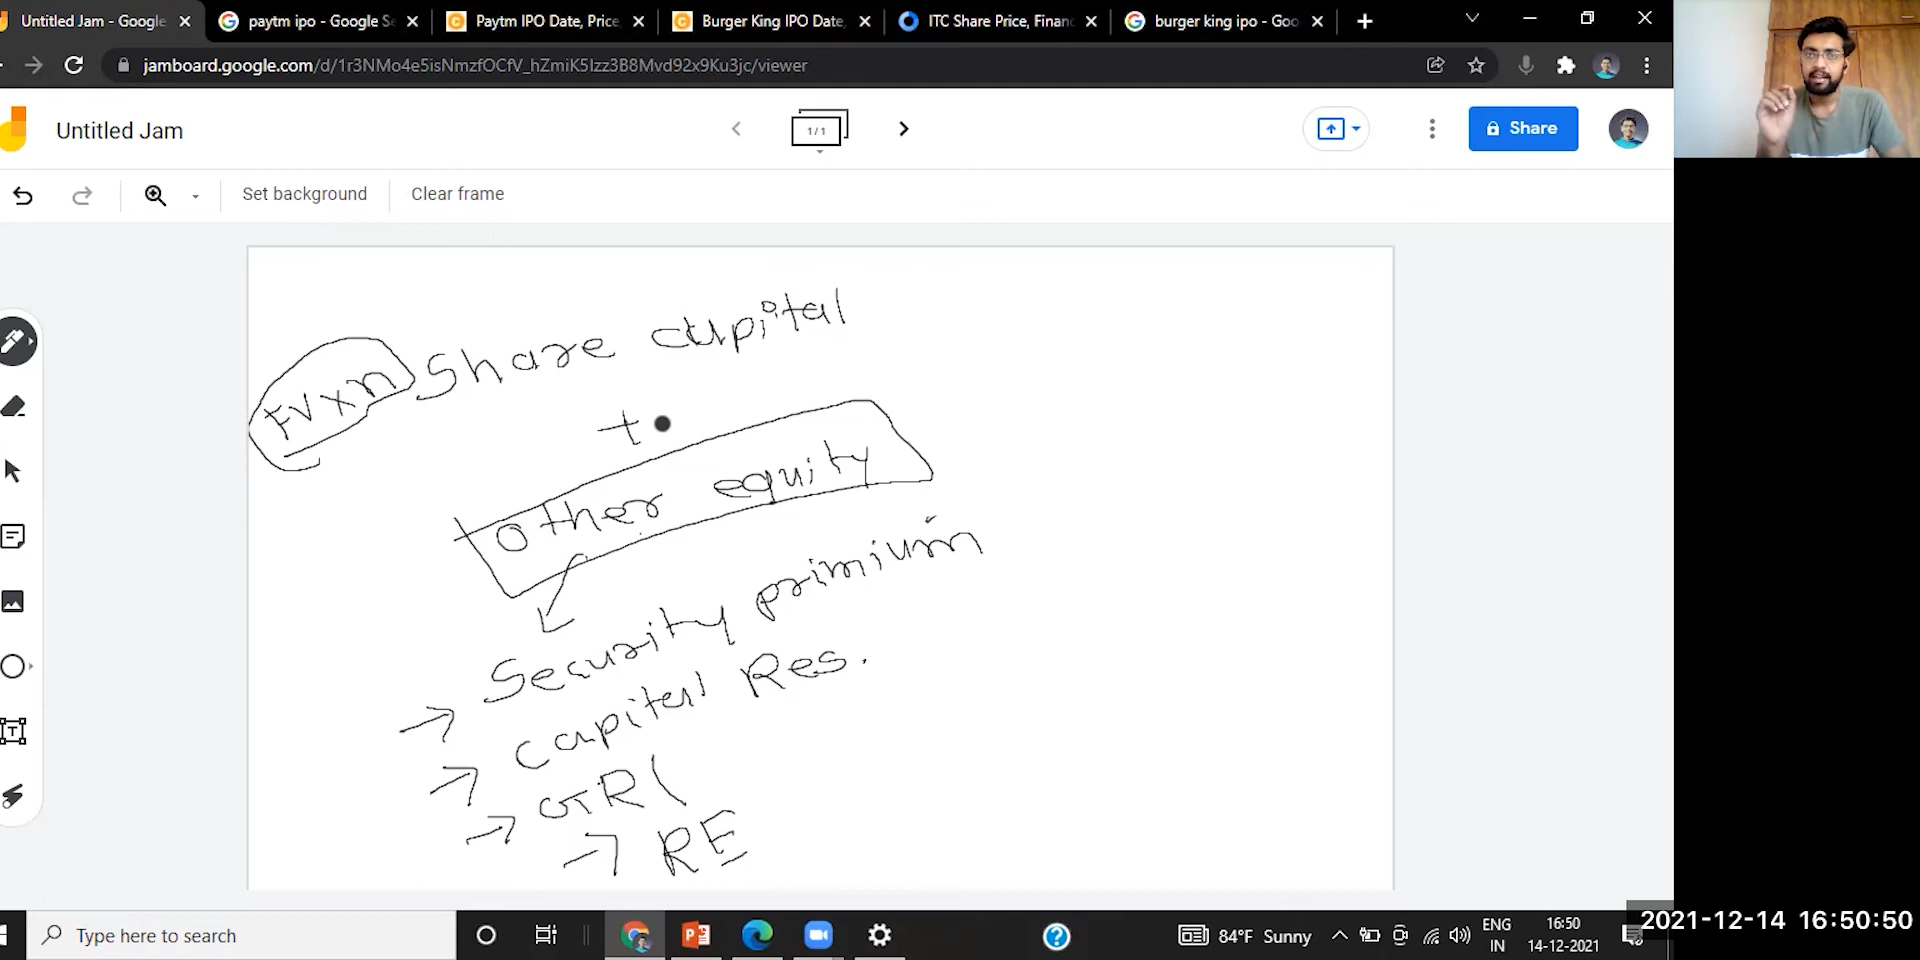 Untitled Jam - Google
paytm ipo - Google Se
Paytm IPO Date, Price
Burger King IPO Date,
ITC Share Price, Financ
burger king ipo - Goo
jamboard.google.com/d/1r3NMo4e5isNmzfOCfV_hZmiK5Izz3B8Mvd92x9Ku3jc/viewer
Untitled Jam
1/1
Share
Set background
Clear frame
FV x n
Share capital
+
other equity
→ Security primium
→ capital Res.
→ GR
→ RE
Type here to search
84°F Sunny
ENG
IN
16:50
14-12-2021
2021-12-14 16:50:50